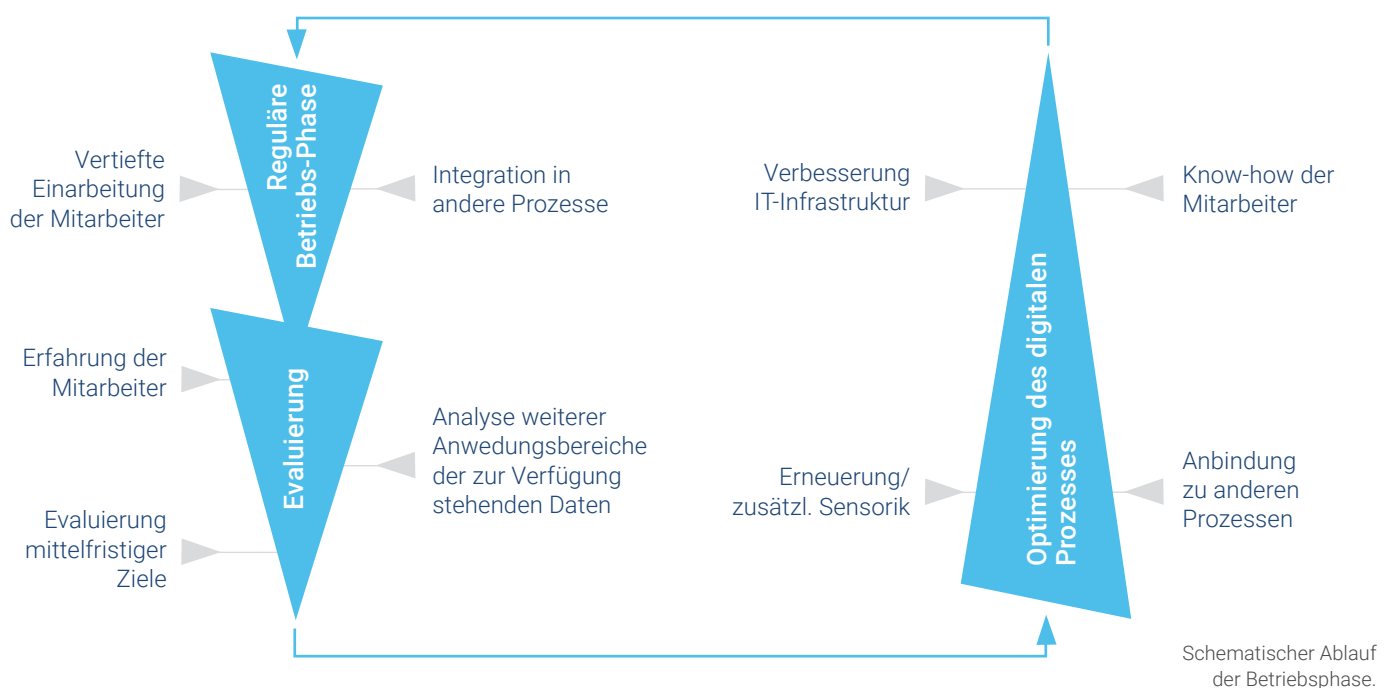 Reguläre
Betriebs-Phase
Vertiefte
Einarbeitung
der Mitarbeiter
Integration in
andere Prozesse
Evaluierung
Erfahrung der
Mitarbeiter
Analyse weiterer
Anwedungsbereiche
der zur Verfügung
stehenden Daten
Evaluierung
mittelfristiger
Ziele
Optimierung des digitalen
Prozesses
Verbesserung
IT-Infrastruktur
Know-how der
Mitarbeiter
Erneuerung/
zusätzl. Sensorik
Anbindung
zu anderen
Prozessen
Schematischer Ablauf
der Betriebsphase.